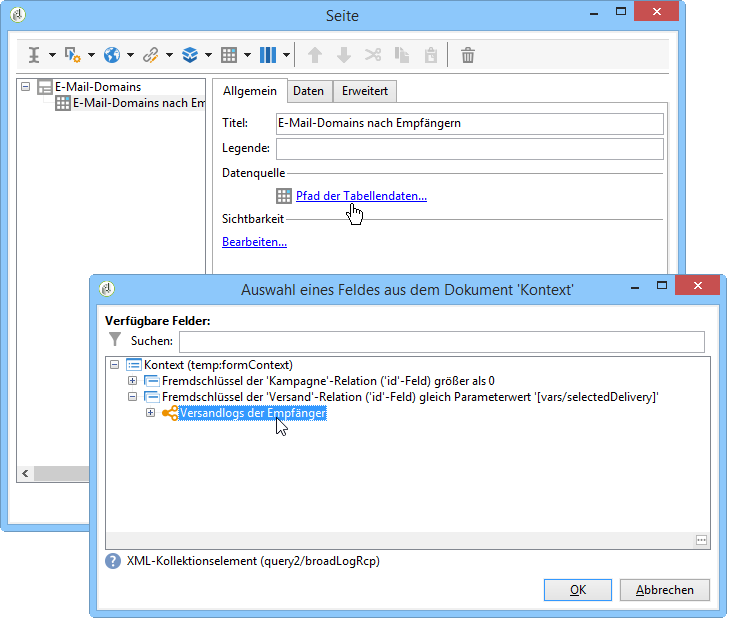 Seite
E-Mail-Domains
E-Mail-Domains nach Em
Allgemein Daten Erweitert
Titel: E-Mail-Domains nach Empfängern
Legende:
Datenquelle
Pfad der Tabellendaten...
Sichtbarkeit
Bearbeiten...
Auswahl eines Feldes aus dem Dokument 'Kontext'
Verfügbare Felder:
Suchen:
Kontext (temp:formContext)
Fremdschlüssel der 'Kampagne'-Relation ('id'-Feld) größer als 0
Fremdschlüssel der 'Versand'-Relation ('id'-Feld) gleich Parameterwert '[vars/selectedDelivery]'
Versandlogs der Empfänger
XML-Kollektionselement (query2/broadLogRcp)
OK Abbrechen